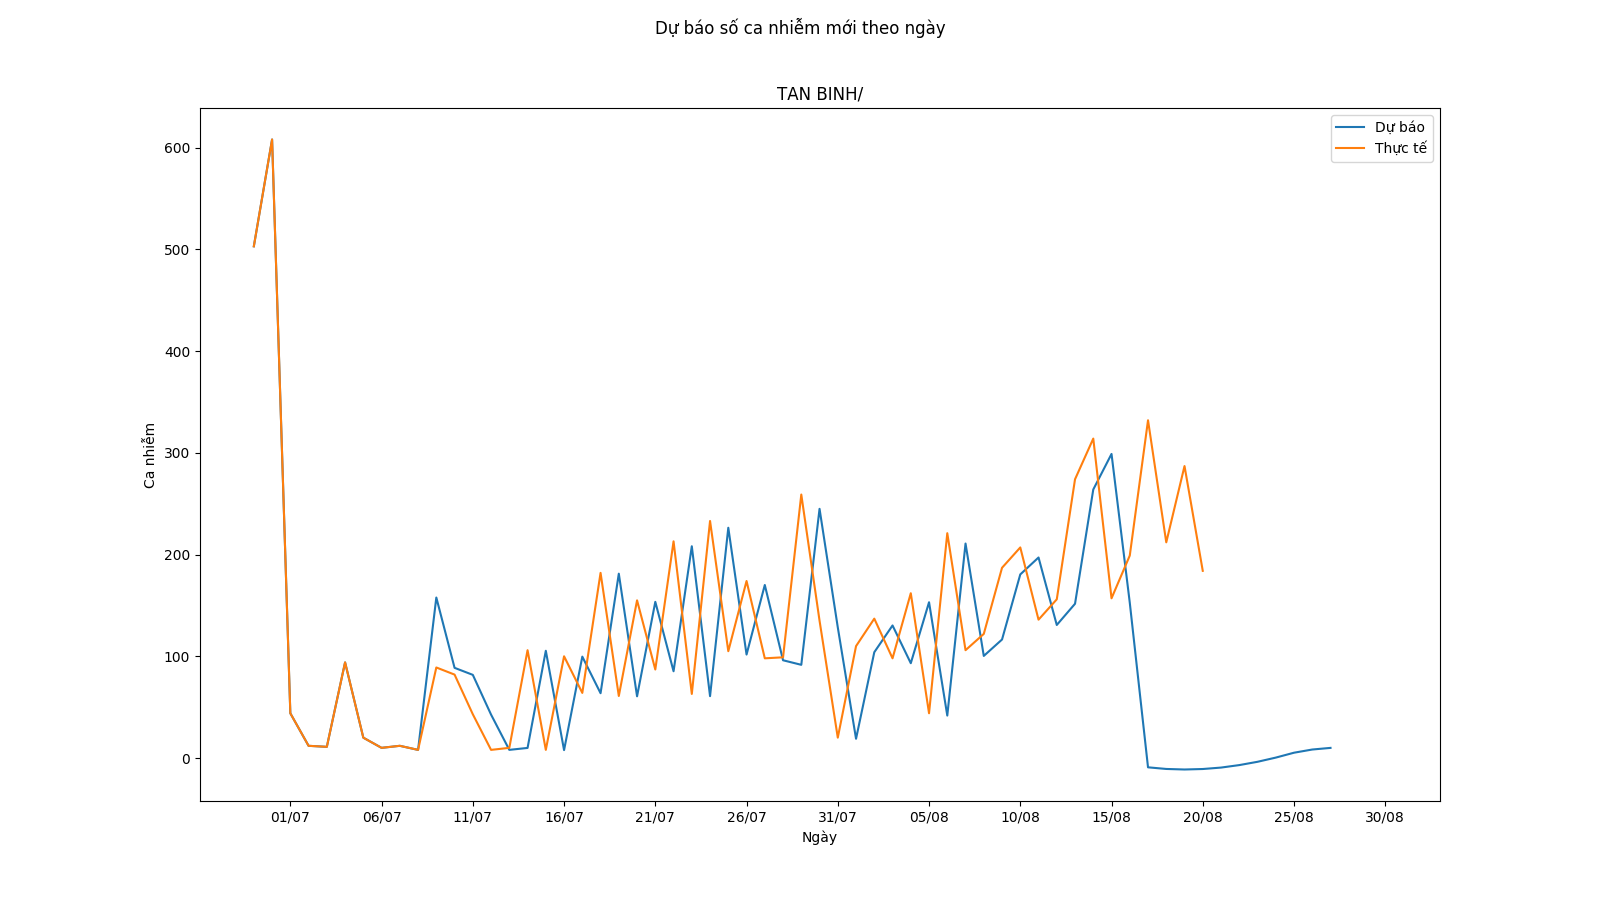 Dự báo số ca nhiễm mới theo ngày
TAN BINH/
Dự báo
Thực tế
600
500
400
300
200
100
0
Ca nhiễm
01/07 06/07 11/07 16/07 21/07 26/07 31/07 05/08 10/08 15/08 20/08 25/08 30/08
Ngày